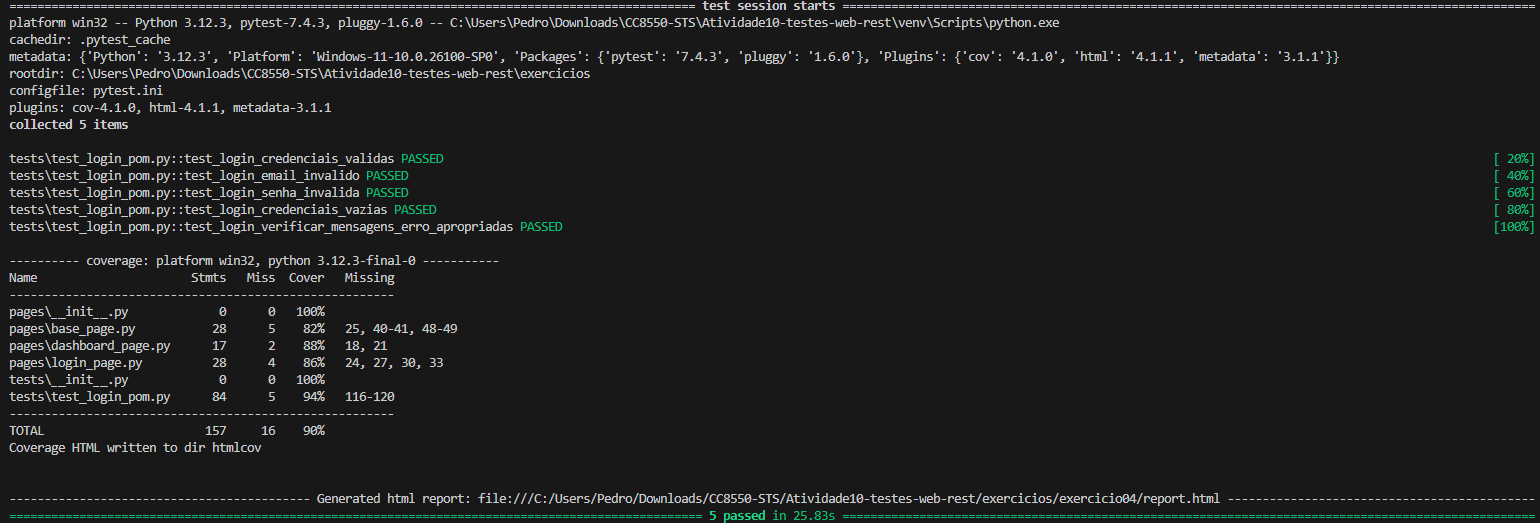 ============================= test session starts =============================
platform win32 -- Python 3.12.3, pytest-7.4.3, pluggy-1.6.0 -- C:\Users\Pedro\Downloads\CC8550-STS\Atividade10-testes-web-rest\venv\Scripts\python.exe
cachedir: .pytest_cache
metadata: {'Python': '3.12.3', 'Platform': 'Windows-11-10.0.26100-SP0', 'Packages': {'pytest': '7.4.3', 'pluggy': '1.6.0'}, 'Plugins': {'cov': '4.1.0', 'html': '4.1.1', 'metadata': '3.1.1'}}
rootdir: C:\Users\Pedro\Downloads\CC8550-STS\Atividade10-testes-web-rest\exercicios
configfile: pytest.ini
plugins: cov-4.1.0, html-4.1.1, metadata-3.1.1
collected 5 items
tests\test_login_pom.py::test_login_credenciais_validas PASSED [ 20%]
tests\test_login_pom.py::test_login_email_invalido PASSED [ 40%]
tests\test_login_pom.py::test_login_senha_invalida PASSED [ 60%]
tests\test_login_pom.py::test_login_credenciais_vazias PASSED [ 80%]
tests\test_login_pom.py::test_login_verificar_mensagens_erro_apropriadas PASSED [100%]
---------- coverage: platform win32, python 3.12.3-final-0 -----------
Name Stmts Miss Cover Missing
-------------------------------------------------------
pages\__init__.py 0 0 100%
pages\base_page.py 28 5 82% 25, 40-41, 48-49
pages\dashboard_page.py 17 2 88% 18, 21
pages\login_page.py 28 4 86% 24, 27, 30, 33
tests\__init__.py 0 0 100%
tests\test_login_pom.py 84 5 94% 116-120
-------------------------------------------------------
TOTAL 157 16 90%
Coverage HTML written to dir htmlcov
------------------- Generated html report: file:///C:/Users/Pedro/Downloads/CC8550-STS/Atividade10-testes-web-rest/exercicios/exercicio04/report.html -------------------
============================= 5 passed in 25.83s =============================